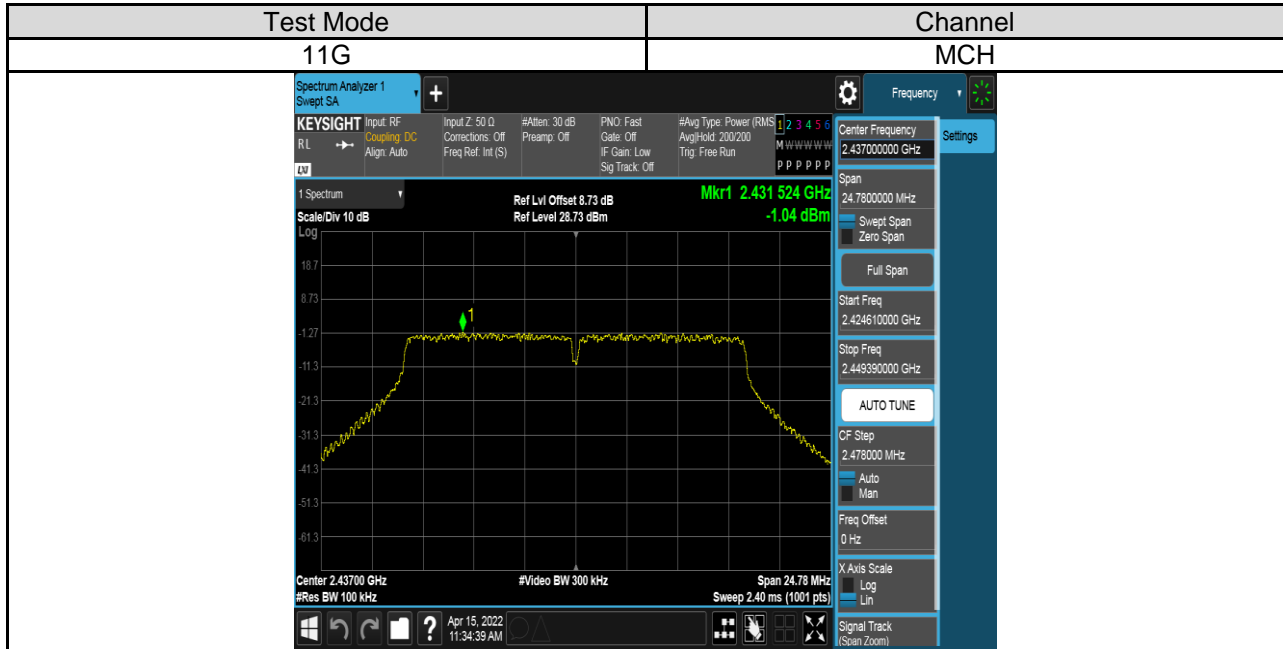 Test Mode Channel
11G MCH
Spectrum Analyzer 1
Swept SA
+
Frequency
KEYSIGHT Input: RF Input Z: 50 Ω #Atten: 30 dB PNO: Fast #Avg Type: Power (RMS 1 2 3 4 5 6
RL Coupling: DC Corrections: Off Preamp: Off Gate: Off Avg|Hold: 200/200 M W W W W W
Align: Auto Freq Ref: Int (S) IF Gain: Low Trig: Free Run
LXI Sig Track: Off P P P P P P
1 Spectrum
Ref Lvl Offset 8.73 dB Mkr1 2.431 524 GHz
Scale/Div 10 dB Ref Level 28.73 dBm -1.04 dBm
Log
18.7
8.73
1
-1.27
-11.3
-21.3
-31.3
-41.3
-51.3
-61.3
Center 2.43700 GHz #Video BW 300 kHz Span 24.78 MHz
#Res BW 100 kHz Sweep 2.40 ms (1001 pts)
?
Apr 15, 2022
11:34:39 AM
Center Frequency
2.437000000 GHz
Settings
Span
24.7800000 MHz
Swept Span
Zero Span
Full Span
Start Freq
2.424610000 GHz
Stop Freq
2.449390000 GHz
AUTO TUNE
CF Step
2.478000 MHz
Auto
Man
Freq Offset
0 Hz
X Axis Scale
Log
Lin
Signal Track
(Span Zoom)